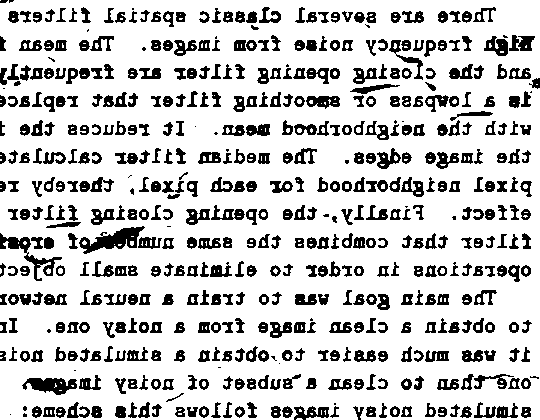 There are several classic spatial filters
high frequency noise from images. The mean f
and the closing opening filter are frequently
is a lowpass or smoothing filter that replace
with the neighborhood mean. It reduces the i
the image edges. The median filter calculate
pixel neighborhood for each pixel, thereby re
effect. Finally, the opening closing filter
filter that combines the same number of erosi
operations in order to eliminate small object
The main goal was to train a neural networ
to obtain a clean image from a noisy one. In
it was much easier to obtain a simulated nois
one than to clean a subset of noisy images.
simulated noisy images follows this scheme: